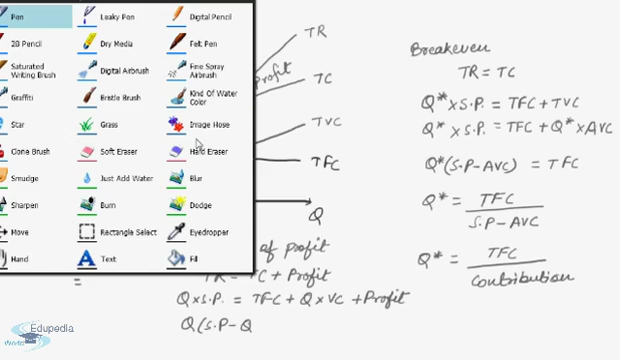 Pen Leaky Pen Digital Pencil
2B Pencil Dry Media Felt Pen
Saturated Writing Brush Digital Airbrush Fine Spray Airbrush
Graffiti Bristle Brush Kind Of Water Color
Star Grass Image Hose
Clone Brush Soft Eraser Hard Eraser
Smudge Just Add Water Blur
Sharpen Burn Dodge
Move Rectangle Select Eyedropper
Hand Text Fill
TR
TC
TVC
TFC
Q
of profit
TR = TC + Profit
Q×S.P. = TFC + Q×VC + Profit
Q(S.P-Q
Breakeven
TR = TC
Q*×S.P. = TFC+TVC
Q*×S.P. = TFC+Q*×AVC
Q*(S.P-AVC) = TFC
Q* = TFC
S.P-AVC
Q* = TFC
Contribution
Edupedia
World